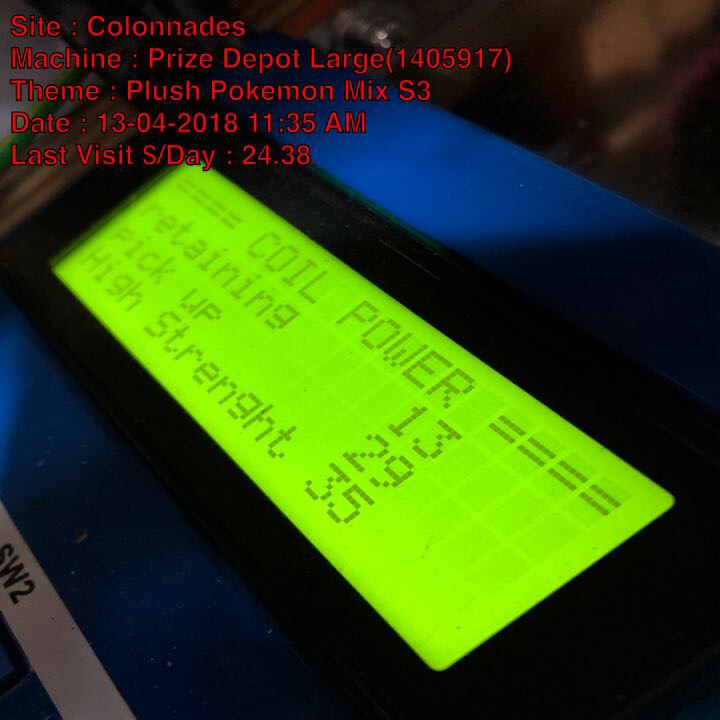 Site : Colonnades
Machine : Prize Depot Large(1405917)
Theme : Plush Pokemon Mix S3
Date : 13-04-2018 11:35 AM
Last Visit S/Day : 24.38
==== COIL POWER ====
retaining 13
Pick up 29
High Strenght 35
SW2